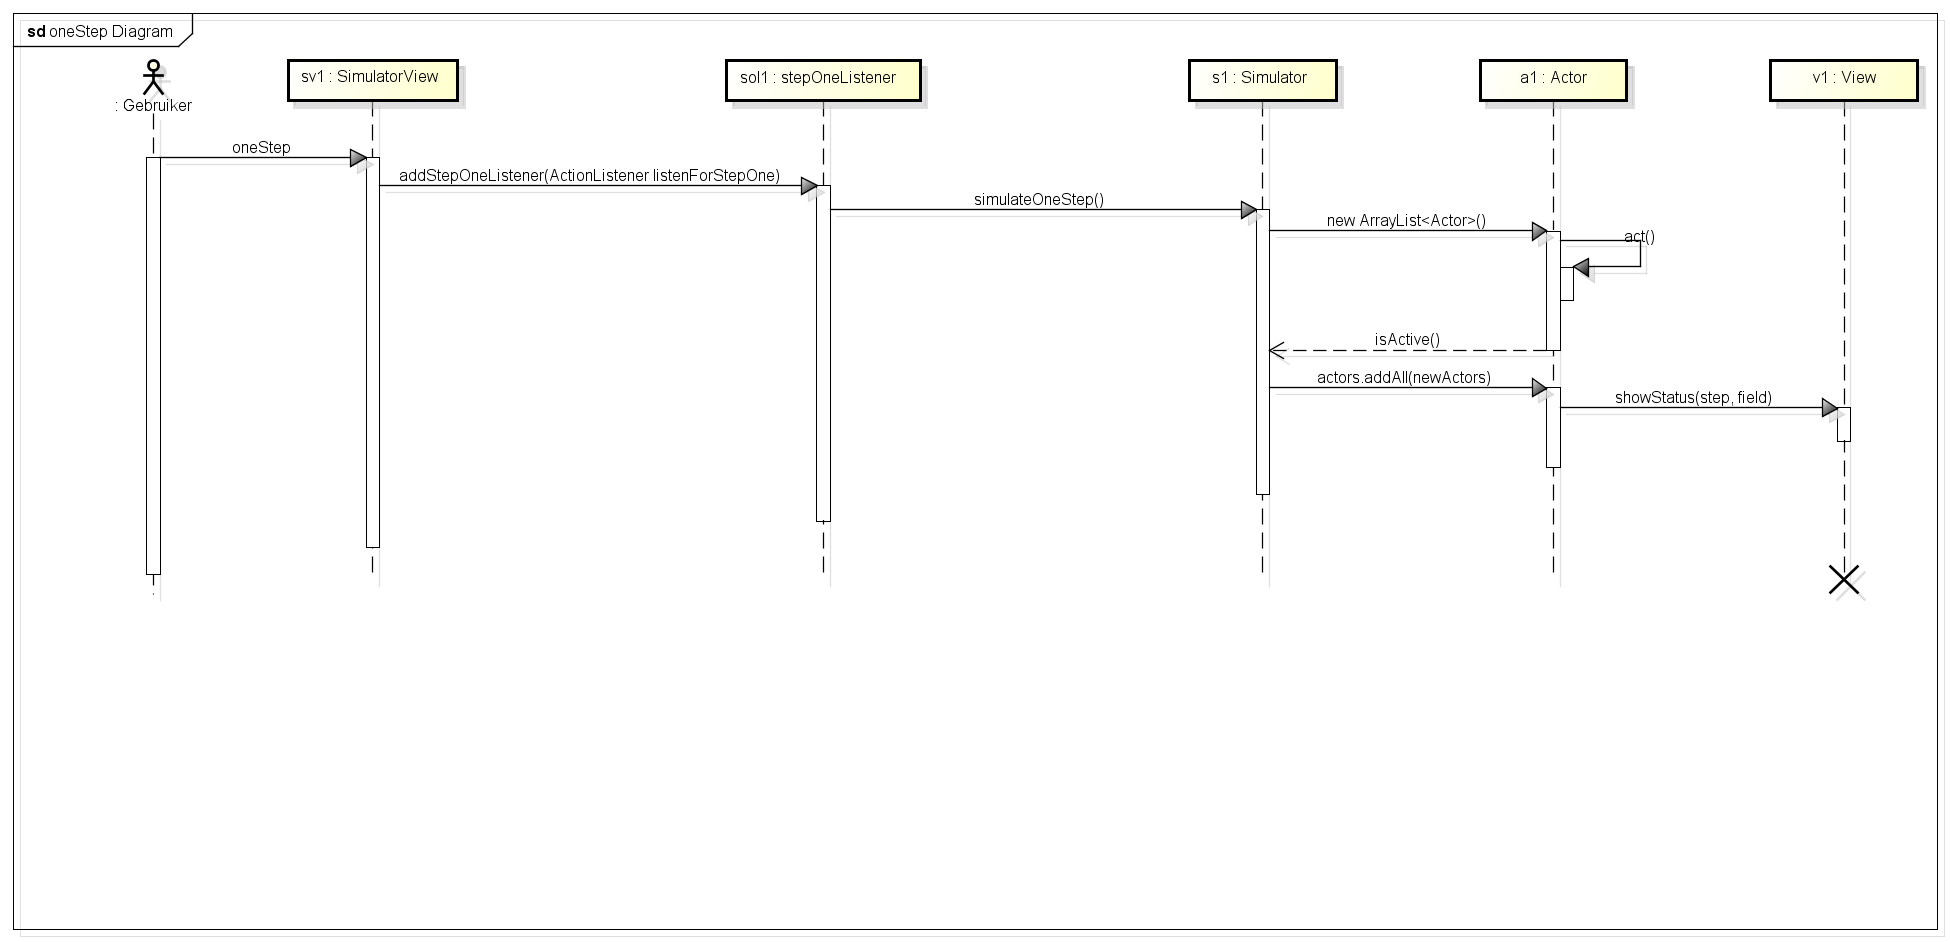 sd oneStep Diagram
: Gebruiker
sv1 : SimulatorView
sol1 : stepOneListener
s1 : Simulator
a1 : Actor
v1 : View
oneStep
addStepOneListener(ActionListener listenForStepOne)
simulateOneStep()
new ArrayList<Actor>()
act()
isActive()
actors.addAll(newActors)
showStatus(step, field)